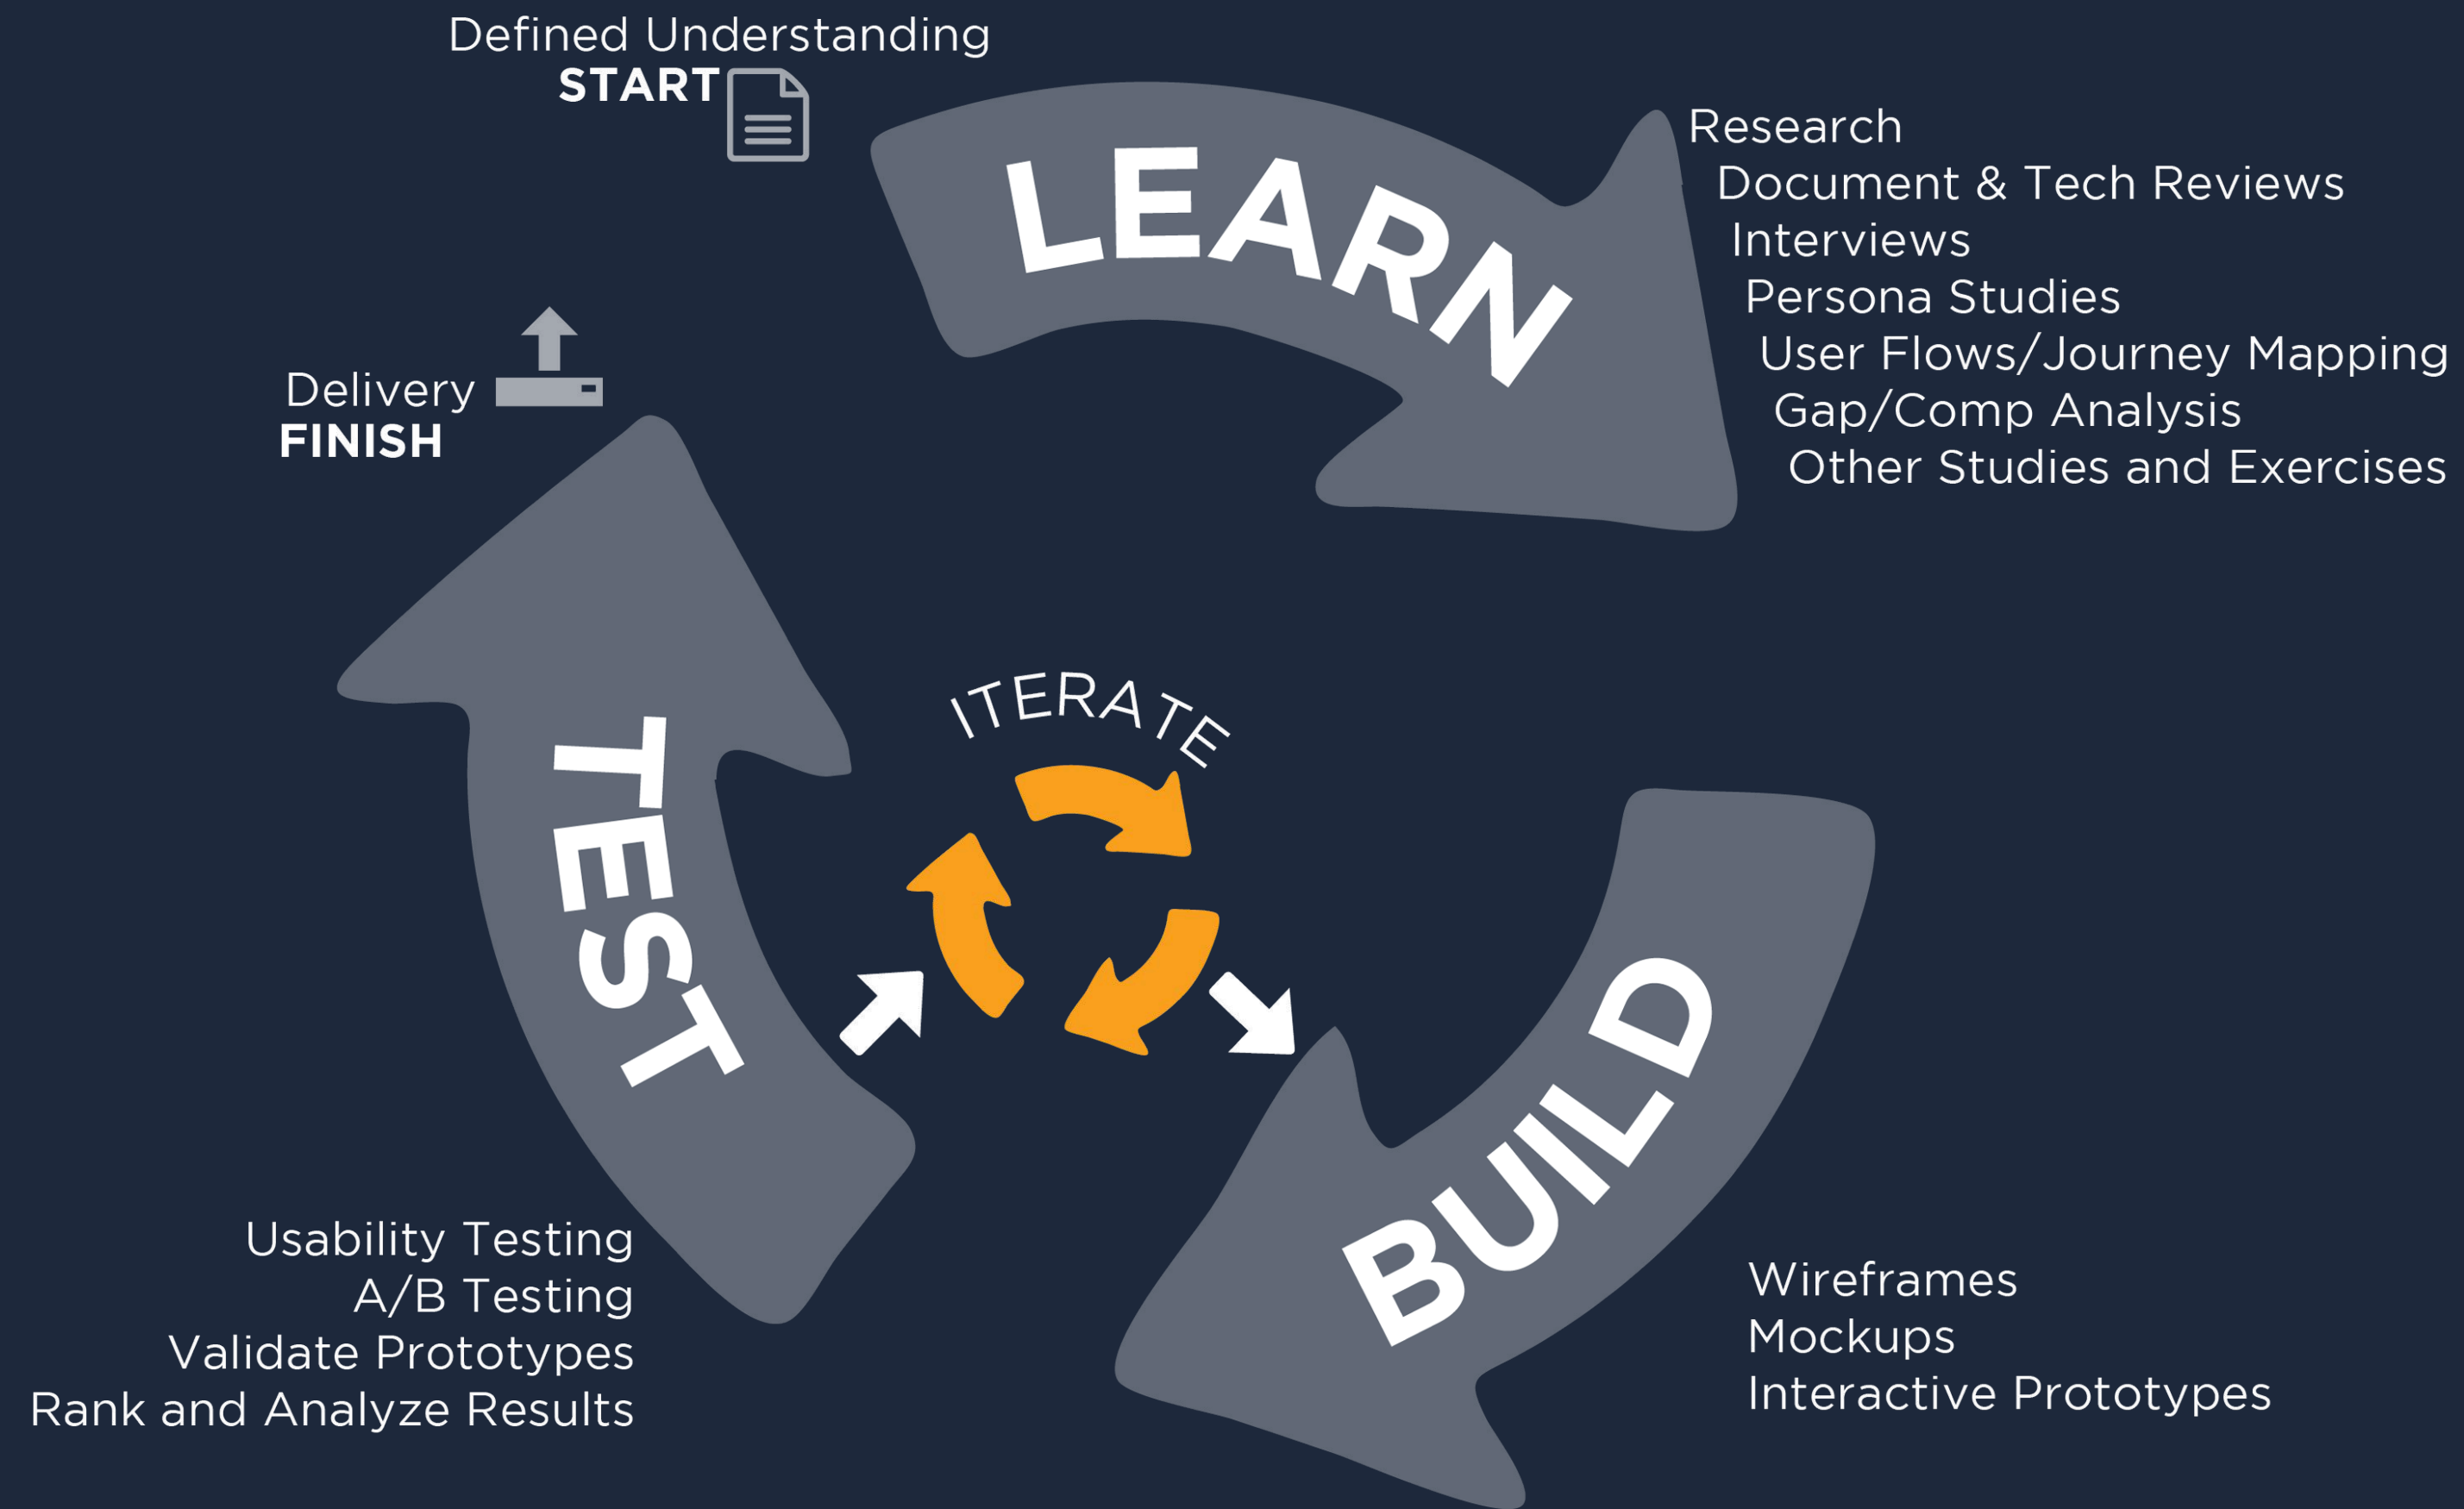 Defined Understanding
START
LEARN
Research
Document & Tech Reviews
Interviews
Persona Studies
User Flows/Journey Mapping
Gap/Comp Analysis
Other Studies and Exercises
Delivery
FINISH
ITERATE
TEST
BUILD
Usability Testing
A/B Testing
Validate Prototypes
Rank and Analyze Results
Wireframes
Mockups
Interactive Prototypes